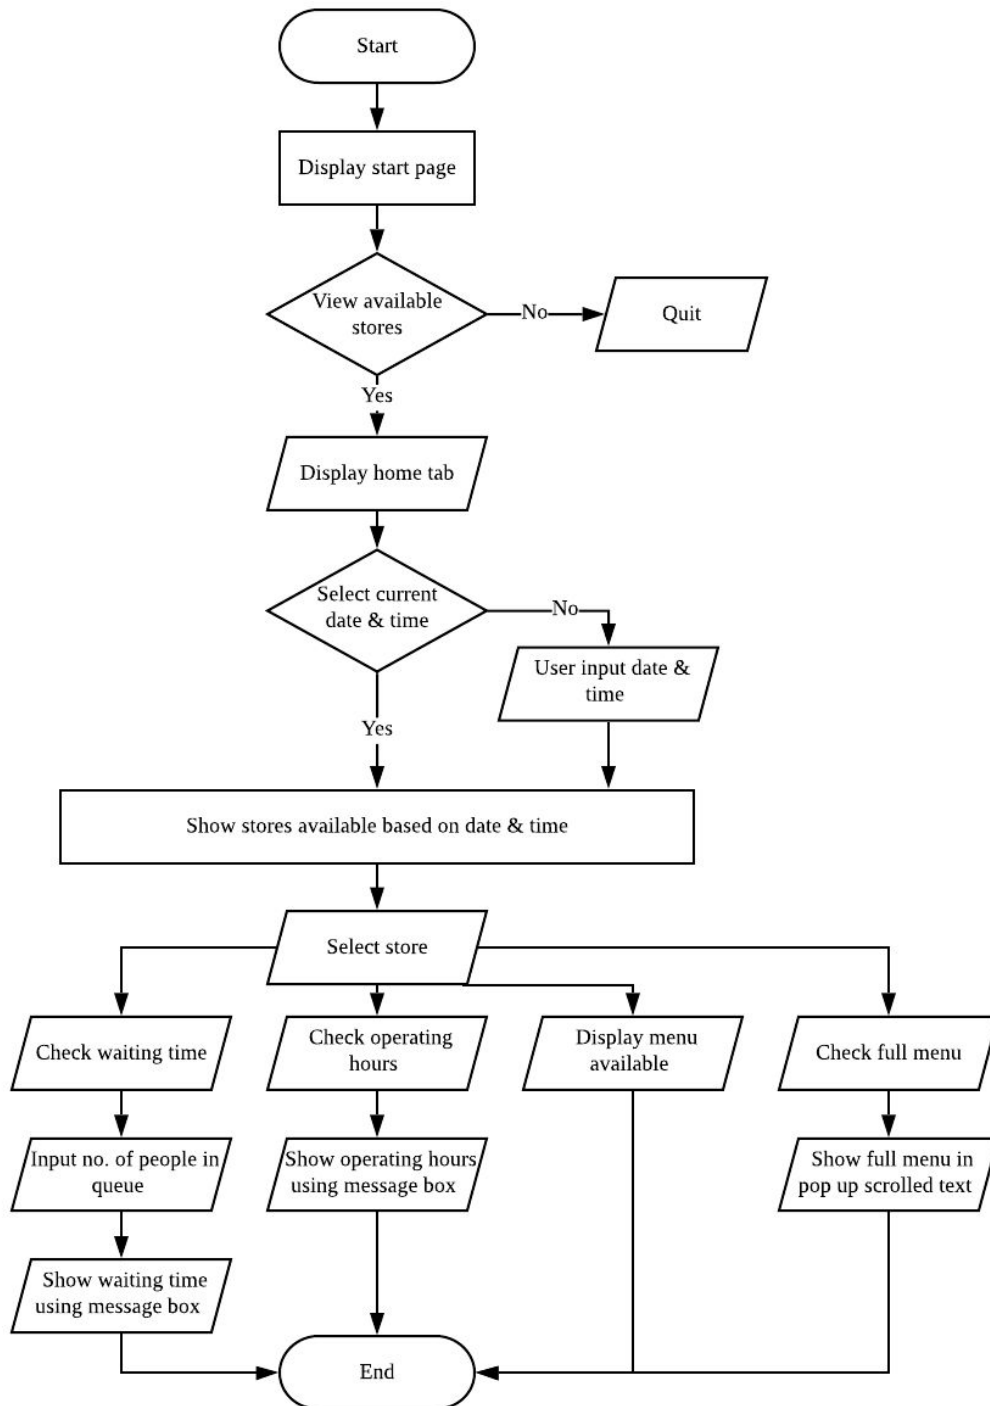 Start
Display start page
View available
stores
No
Quit
Yes
Display home tab
Select current
date & time
No
User input date &
time
Yes
Show stores available based on date & time
Select store
Check waiting time
Check operating
hours
Display menu
available
Check full menu
Input no. of people in
queue
Show operating hours
using message box
Show full menu in
pop up scrolled text
Show waiting time
using message box
End